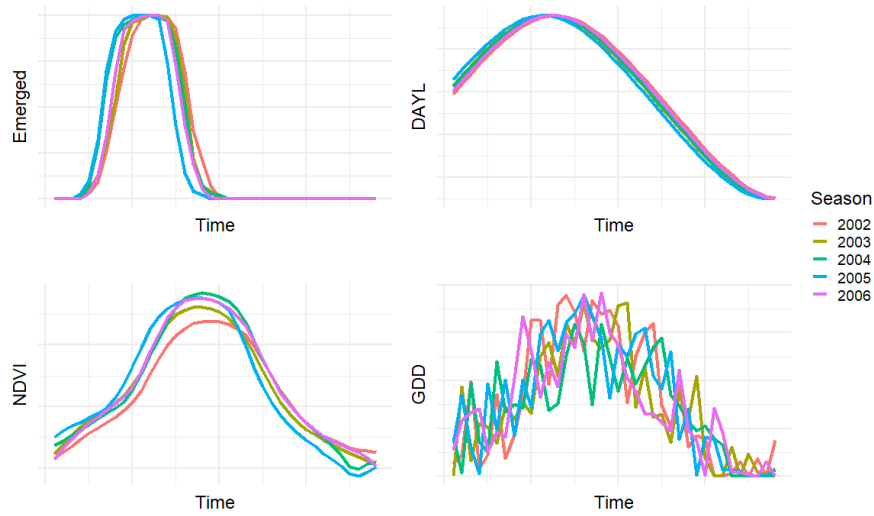 Emerged
Time
DAYL
Time
NDVI
Time
GDD
Time
Season
2002
2003
2004
2005
2006